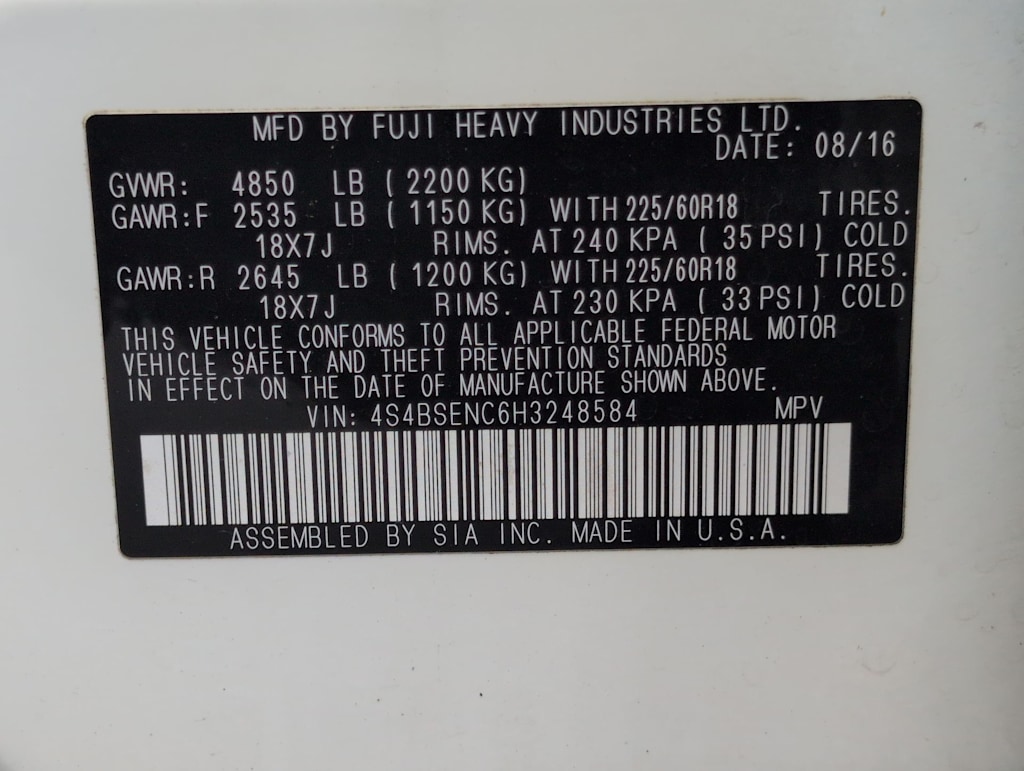 MFD BY FUJI HEAVY INDUSTRIES LTD.
DATE: 08/16
GVWR: 4850 LB ( 2200 KG)
GAWR:F 2535 LB ( 1150 KG) WITH 225/60R18 TIRES.
18X7J RIMS. AT 240 KPA ( 35 PSI) COLD
GAWR:R 2645 LB ( 1200 KG) WITH 225/60R18 TIRES.
18X7J RIMS. AT 230 KPA ( 33 PSI) COLD
THIS VEHICLE CONFORMS TO ALL APPLICABLE FEDERAL MOTOR
VEHICLE SAFETY AND THEFT PREVENTION STANDARDS
IN EFFECT ON THE DATE OF MANUFACTURE SHOWN ABOVE.
VIN: 4S4BSENC6H3248584 MPV
ASSEMBLED BY SIA INC. MADE IN U.S.A.